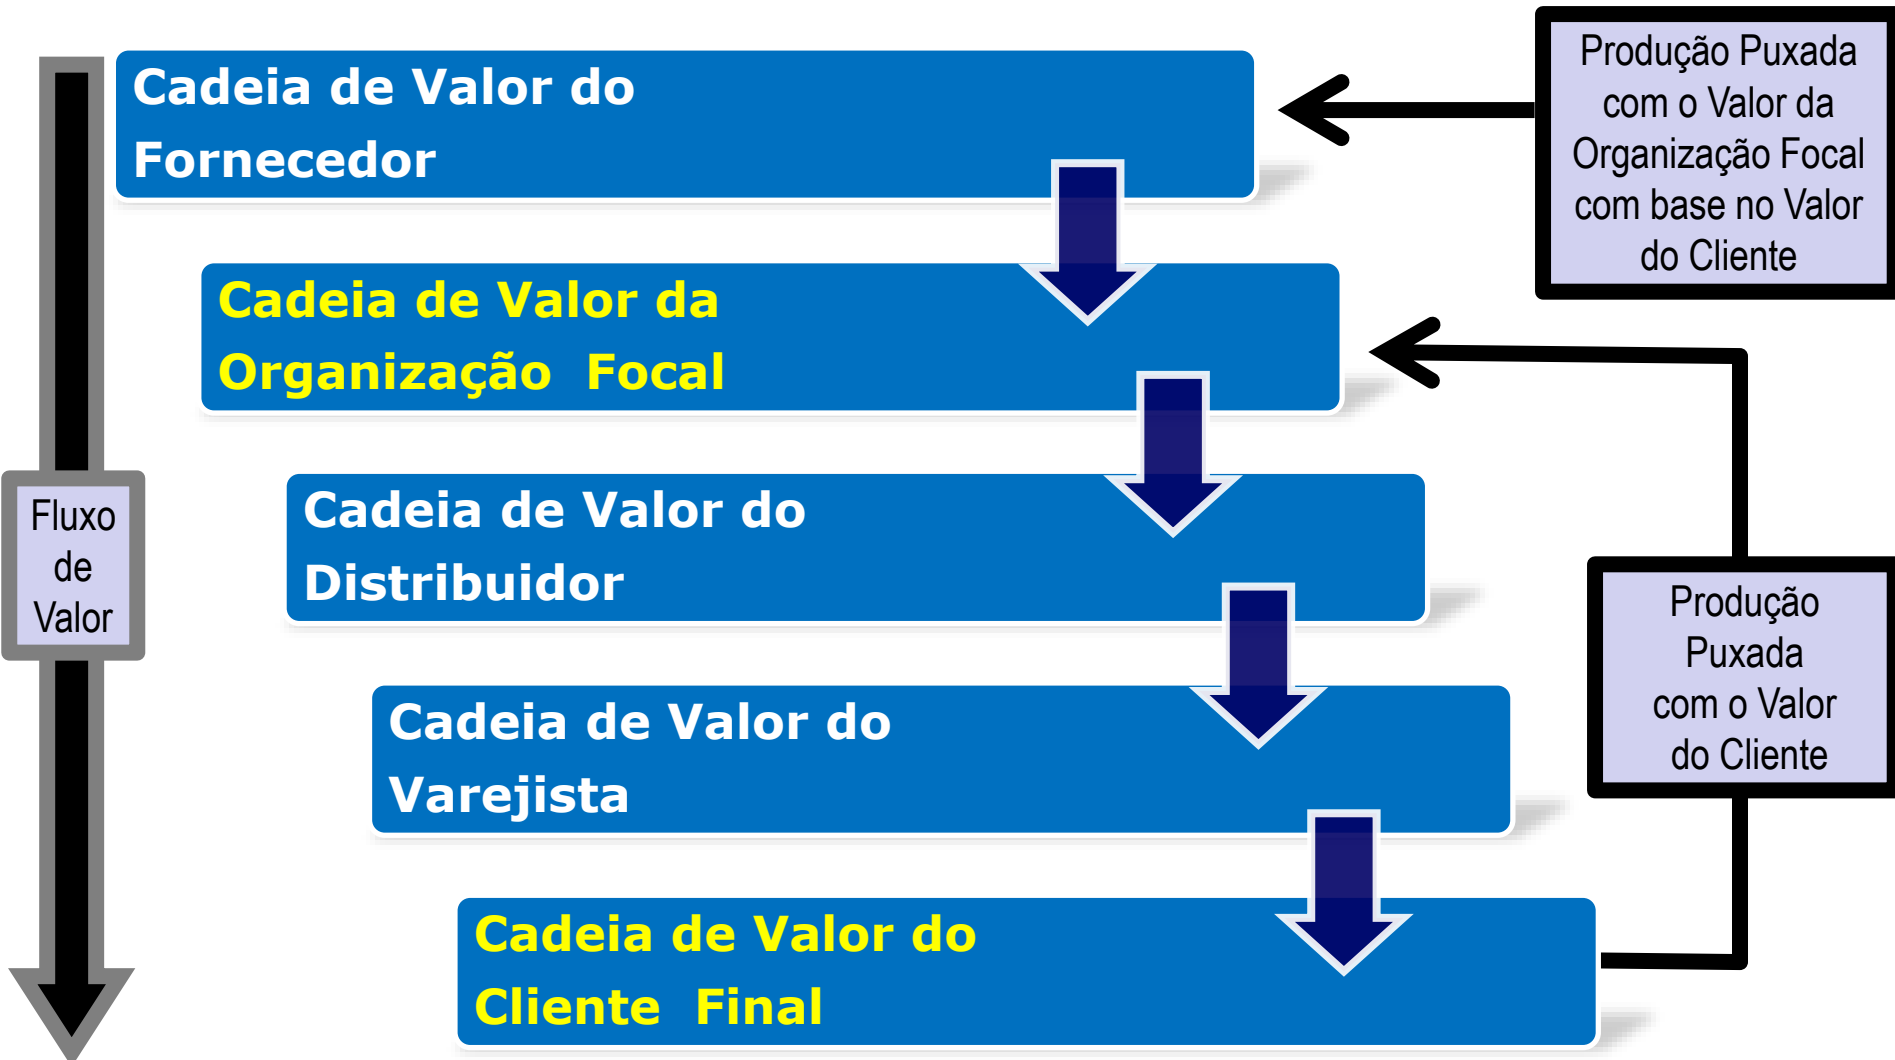 Cadeia de Valor do
Fornecedor
Produção Puxada
com o Valor da
Organização Focal
com base no Valor
do Cliente
Cadeia de Valor da
Organização Focal
Fluxo
de
Valor
Cadeia de Valor do
Distribuidor
Produção
Puxada
com o Valor
do Cliente
Cadeia de Valor do
Varejista
Cadeia de Valor do
Cliente Final